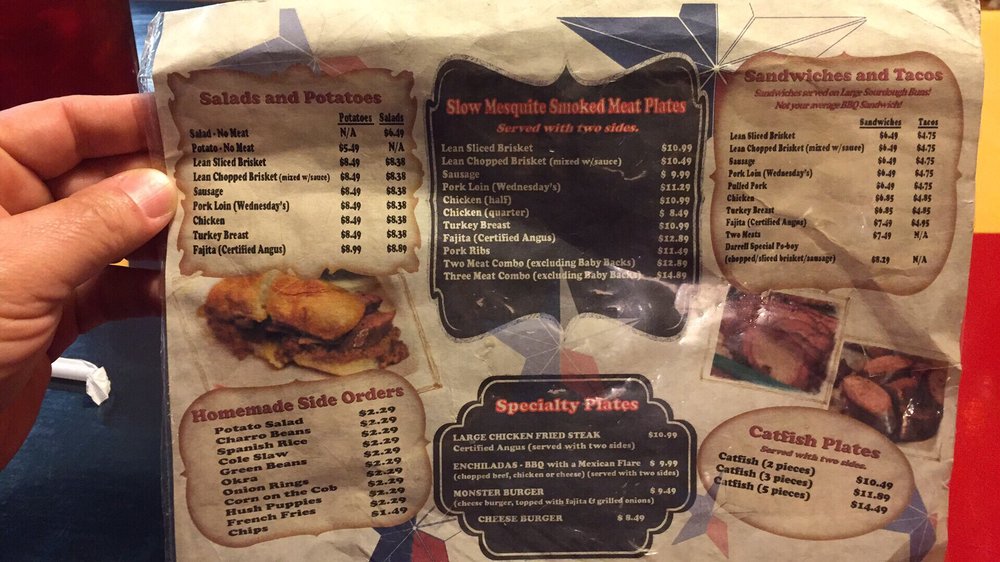 Salads and Potatoes
Potatoes Salads
Salad - No Meat N/A $6.49
Potato - No Meat $5.49 N/A
Lean Sliced Brisket $8.49 $8.38
Lean Chopped Brisket (mixed w/sauce) $8.49 $8.38
Sausage $8.49 $8.38
Pork Loin (Wednesday's) $8.49 $8.38
Chicken $8.49 $8.38
Turkey Breast $8.49 $8.38
Fajita (Certified Angus) $8.99 $8.89
Homemade Side Orders
Potato Salad $2.29
Charro Beans $2.29
Spanish Rice $2.29
Cole Slaw $2.29
Green Beans $2.29
Okra $2.29
Onion Rings $2.29
Corn on the Cob $2.29
Hush Puppies $2.29
French Fries $2.29
Chips $1.49
Slow Mesquite Smoked Meat Plates
Served with two sides.
Lean Sliced Brisket $10.99
Lean Chopped Brisket (mixed w/sauce) $10.49
Sausage $ 9.99
Pork Loin (Wednesday's) $11.29
Chicken (half) $10.99
Chicken (quarter) $ 8.49
Turkey Breast $10.99
Fajita (Certified Angus) $12.89
Pork Ribs $11.49
Two Meat Combo (excluding Baby Backs) $12.89
Three Meat Combo (excluding Baby Backs) $14.89
Specialty Plates
LARGE CHICKEN FRIED STEAK $10.99
Certified Angus (served with two sides)
ENCHILADAS - BBQ with a Mexican Flare $ 9.99
(chopped beef, chicken or cheese) (served with two sides)
MONSTER BURGER $ 9.49
(cheese burger, topped with fajita & grilled onions)
CHEESE BURGER $ 8.49
Sandwiches and Tacos
Sandwiches served on Large Sourdough Buns!
Not your average BBQ Sandwich!
Sandwiches Tacos
Lean Sliced Brisket $6.49 $4.75
Lean Chopped Brisket (mixed w/sauce) $6.49 $4.75
Sausage $6.49 $4.75
Pork Loin (Wednesday's) $6.49 $4.75
Pulled Pork $6.49 $4.75
Chicken $6.85 $4.85
Turkey Breast $6.85 $4.85
Fajita (Certified Angus) $7.49 $4.95
Two Meats $7.49 N/A
Darrell Special Po-boy
(chopped/sliced brisket/sausage) $8.29 N/A
Catfish Plates
Served with two sides.
Catfish (2 pieces) $10.49
Catfish (3 pieces) $11.89
Catfish (5 pieces) $14.49